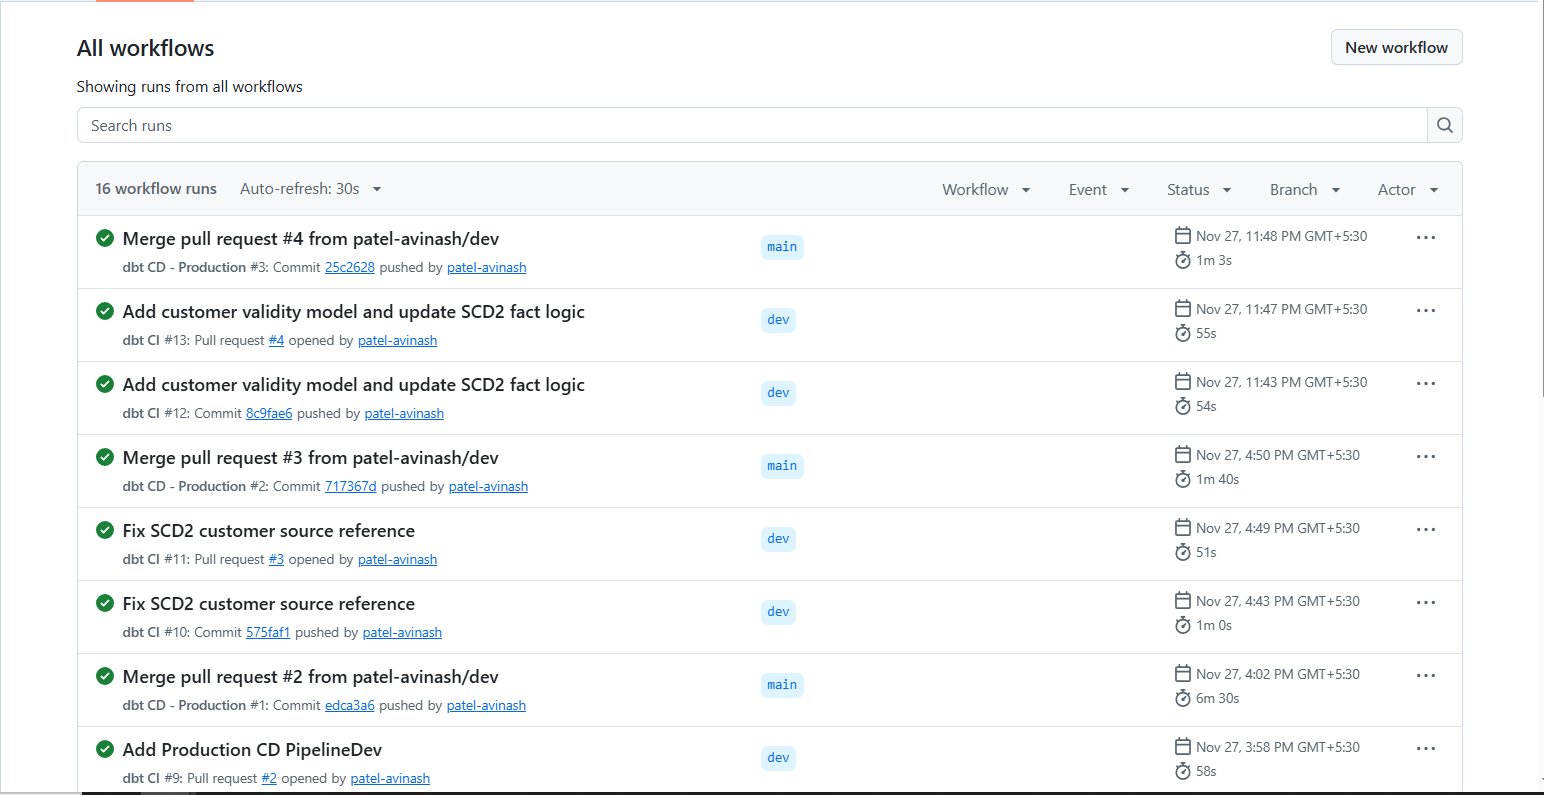 All workflows
New workflow
Showing runs from all workflows
Search runs
16 workflow runs Auto-refresh: 30s Workflow Event Status Branch Actor
Merge pull request #4 from patel-avinash/dev
dbt CD - Production #3: Commit 25c2628 pushed by patel-avinash
main
Nov 27, 11:48 PM GMT+5:30
1m 3s
Add customer validity model and update SCD2 fact logic
dbt CI #13: Pull request #4 opened by patel-avinash
dev
Nov 27, 11:47 PM GMT+5:30
55s
Add customer validity model and update SCD2 fact logic
dbt CI #12: Commit 8c9fae6 pushed by patel-avinash
dev
Nov 27, 11:43 PM GMT+5:30
54s
Merge pull request #3 from patel-avinash/dev
dbt CD - Production #2: Commit 717367d pushed by patel-avinash
main
Nov 27, 4:50 PM GMT+5:30
1m 40s
Fix SCD2 customer source reference
dbt CI #11: Pull request #3 opened by patel-avinash
dev
Nov 27, 4:49 PM GMT+5:30
51s
Fix SCD2 customer source reference
dbt CI #10: Commit 575faf1 pushed by patel-avinash
dev
Nov 27, 4:43 PM GMT+5:30
1m 0s
Merge pull request #2 from patel-avinash/dev
dbt CD - Production #1: Commit edca3a6 pushed by patel-avinash
main
Nov 27, 4:02 PM GMT+5:30
6m 30s
Add Production CD PipelineDev
dbt CI #9: Pull request #2 opened by patel-avinash
dev
Nov 27, 3:58 PM GMT+5:30
58s